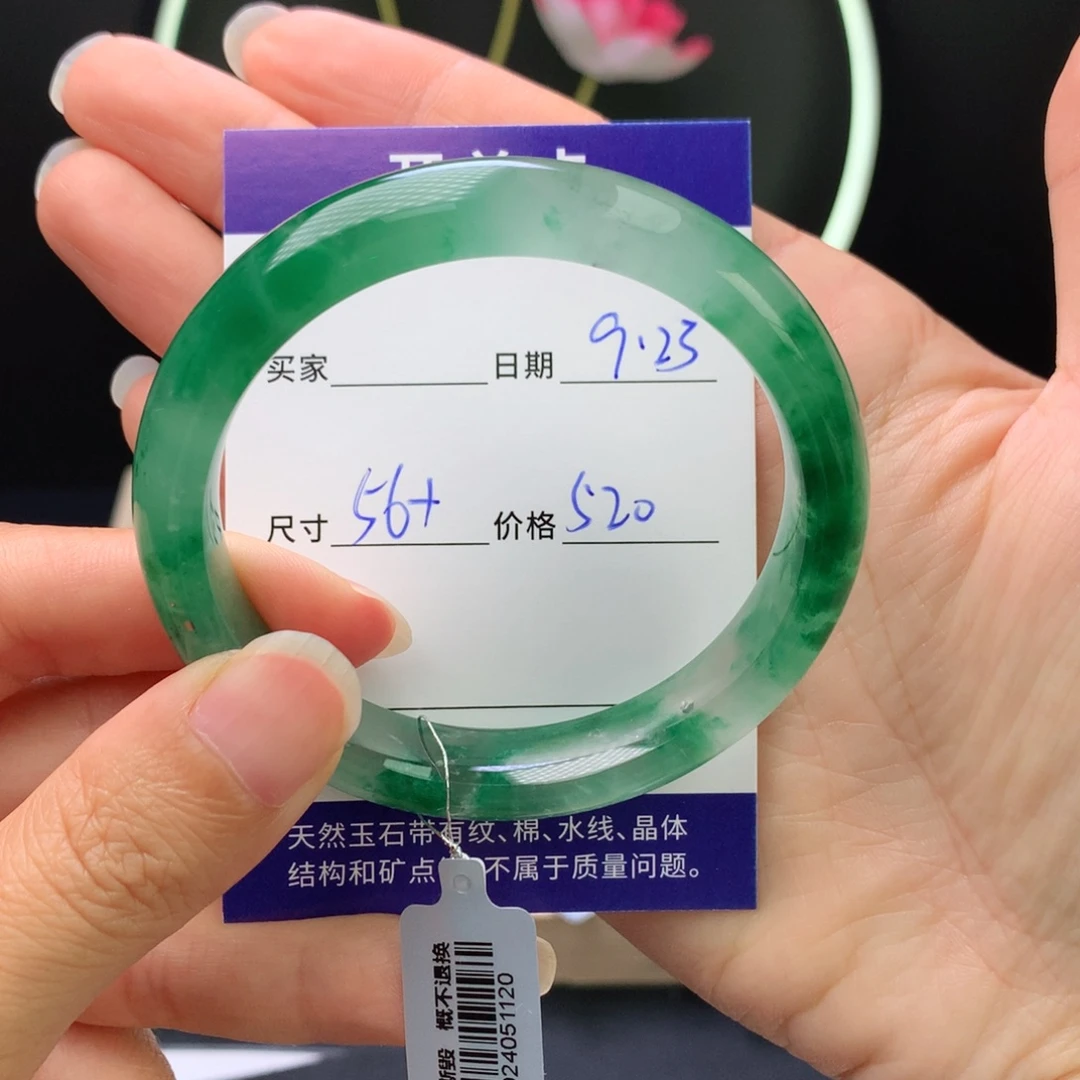 买家 日期 9.23
尺寸 56+ 价格 520
天然玉石带有纹、棉、水线、晶体
结构和矿点 不属于质量问题。
概不退换
024051120